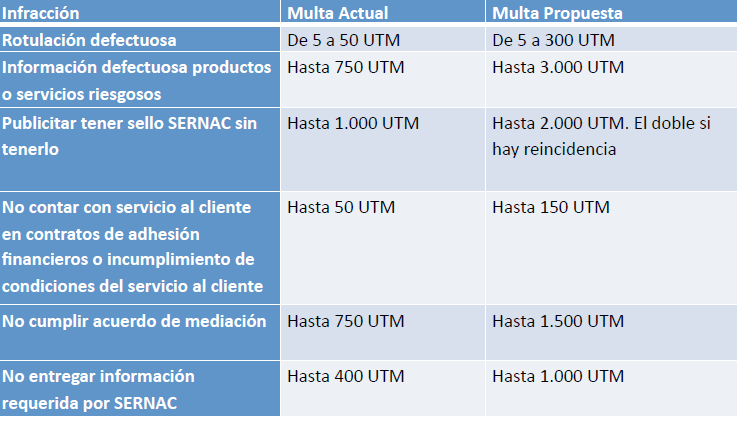 Infracción Multa Actual Multa Propuesta
Rotulación defectuosa De 5 a 50 UTM De 5 a 300 UTM
Información defectuosa productos Hasta 750 UTM Hasta 3.000 UTM
o servicios riesgosos
Publicitar tener sello SERNAC sin Hasta 1.000 UTM Hasta 2.000 UTM. El doble si
tenerlo hay reincidencia
No contar con servicio al cliente Hasta 50 UTM Hasta 150 UTM
en contratos de adhesión
financieros o incumplimiento de
condiciones del servicio al cliente
No cumplir acuerdo de mediación Hasta 750 UTM Hasta 1.500 UTM
No entregar información Hasta 400 UTM Hasta 1.000 UTM
requerida por SERNAC